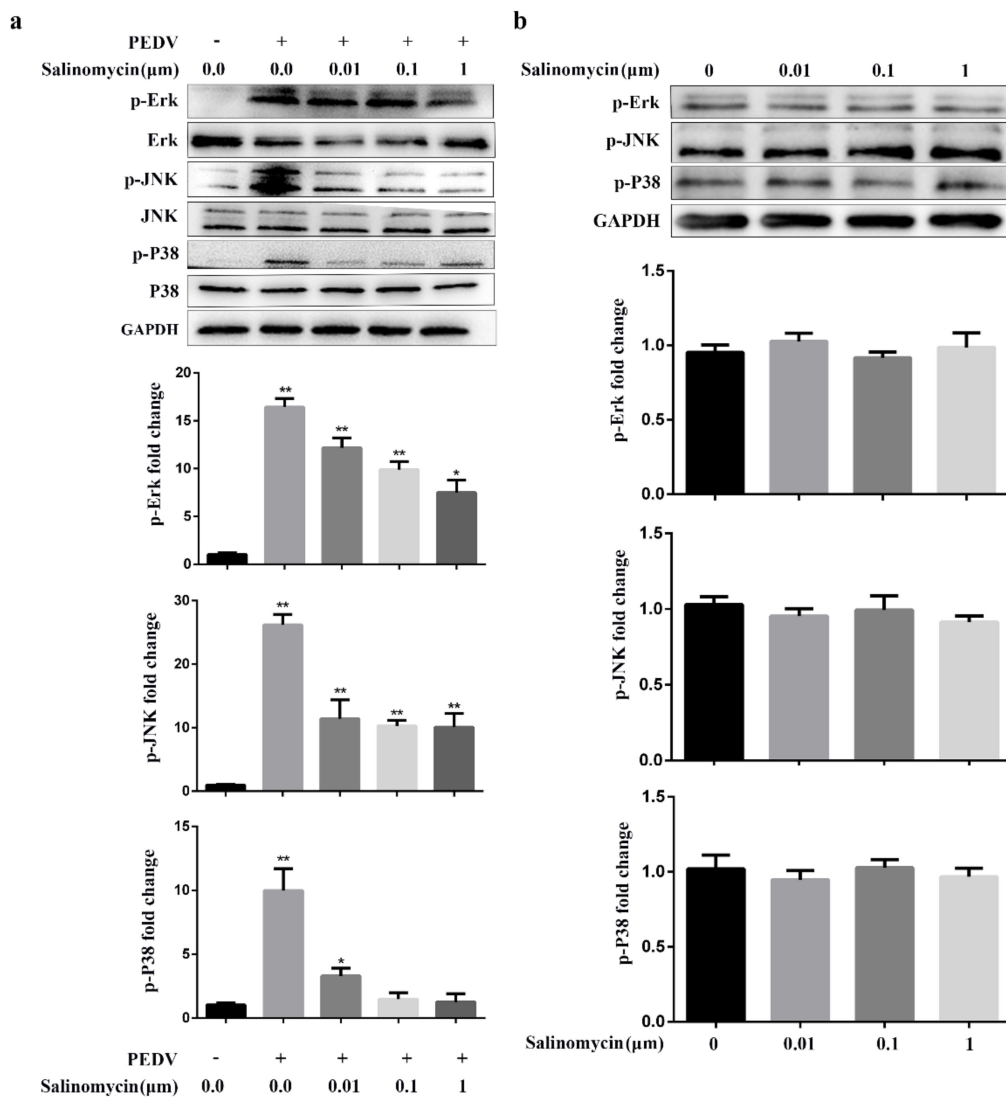 a
PEDV - + + + +
Salinomycin(μm) 0.0 0.0 0.01 0.1 1
p-Erk
Erk
p-JNK
JNK
p-P38
P38
GAPDH
p-Erk fold change
20
15
10
5
0
** ** ** *
p-JNK fold change
30
20
10
0
** ** ** **
p-P38 fold change
15
10
5
0
** *
PEDV - + + + +
Salinomycin(μm) 0.0 0.0 0.01 0.1 1
b
Salinomycin(μm) 0 0.01 0.1 1
p-Erk
p-JNK
p-P38
GAPDH
p-Erk fold change
1.5
1.0
0.5
0.0
p-JNK fold change
1.5
1.0
0.5
0.0
p-P38 fold change
1.5
1.0
0.5
0.0
Salinomycin(μm) 0 0.01 0.1 1